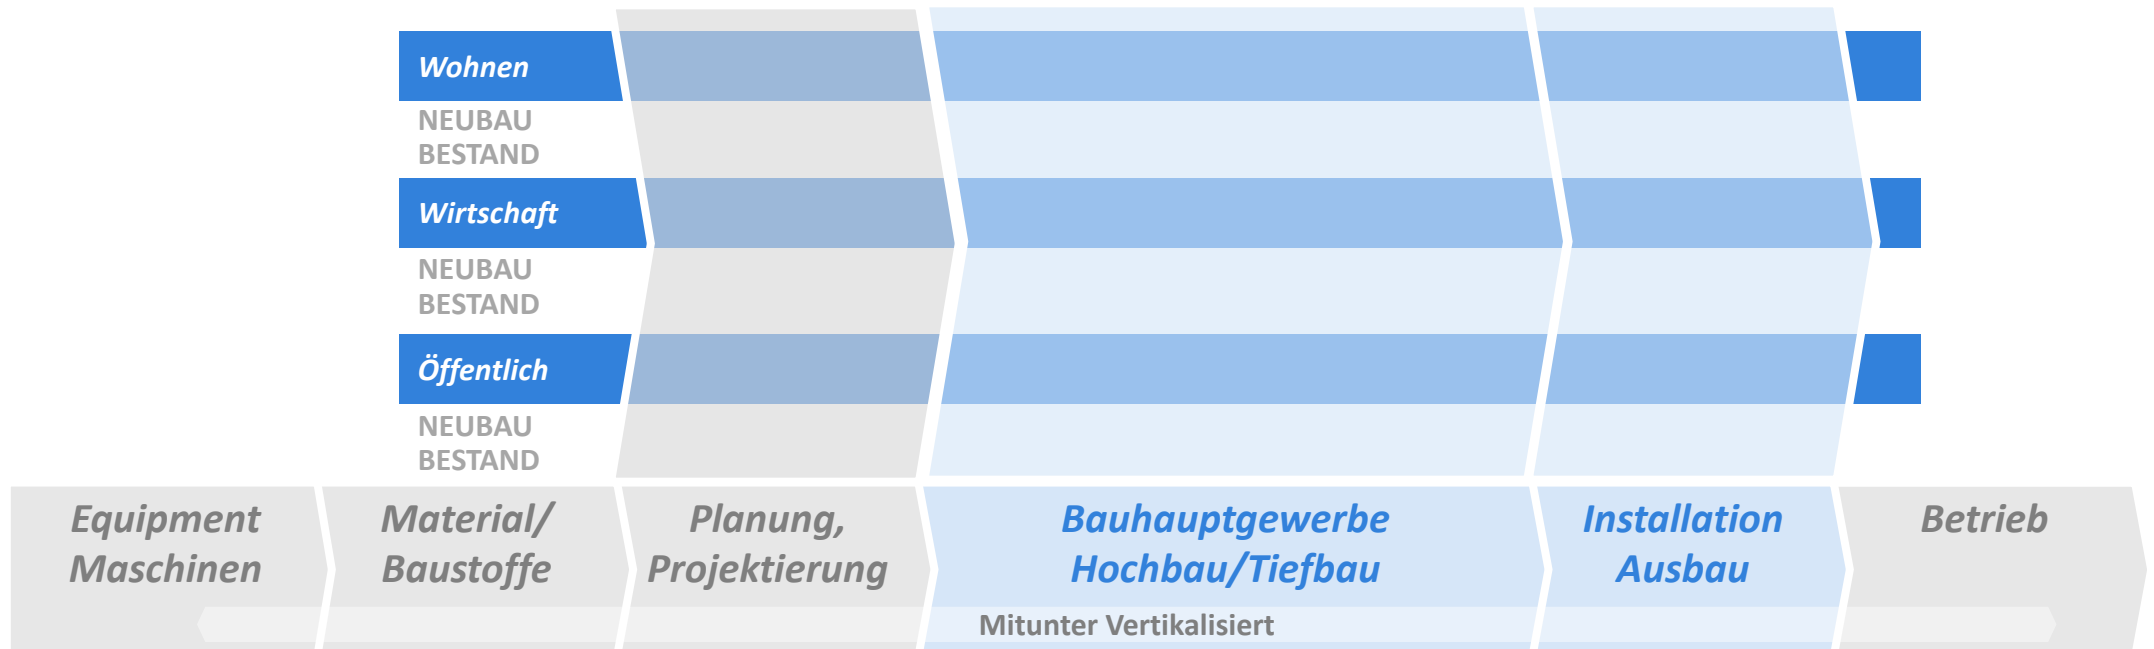 Wohnen
NEUBAU
BESTAND
Wirtschaft
NEUBAU
BESTAND
Öffentlich
NEUBAU
BESTAND
Equipment
Maschinen
Material/
Baustoffe
Planung,
Projektierung
Bauhauptgewerbe
Hochbau/Tiefbau
Installation
Ausbau
Betrieb
Mitunter Vertikalisiert